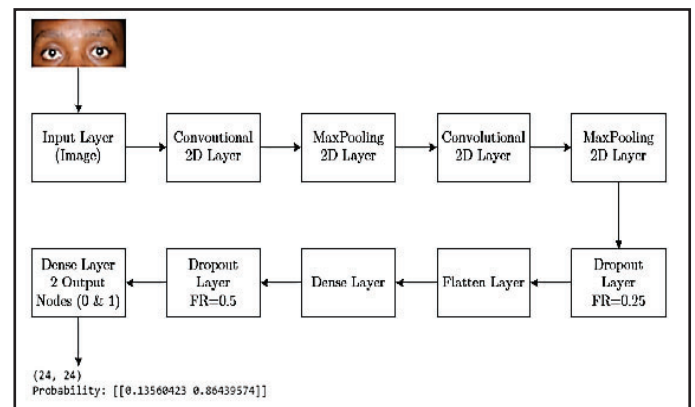 Input Layer
(Image)
Convoutional
2D Layer
MaxPooling
2D Layer
Convolutional
2D Layer
MaxPooling
2D Layer
Dropout
Layer
FR=0.25
Flatten Layer
Dense Layer
Dropout
Layer
FR=0.5
Dense Layer
2 Output
Nodes (0 & 1)
(24, 24)
Probability: [[0.13560423 0.86439574]]